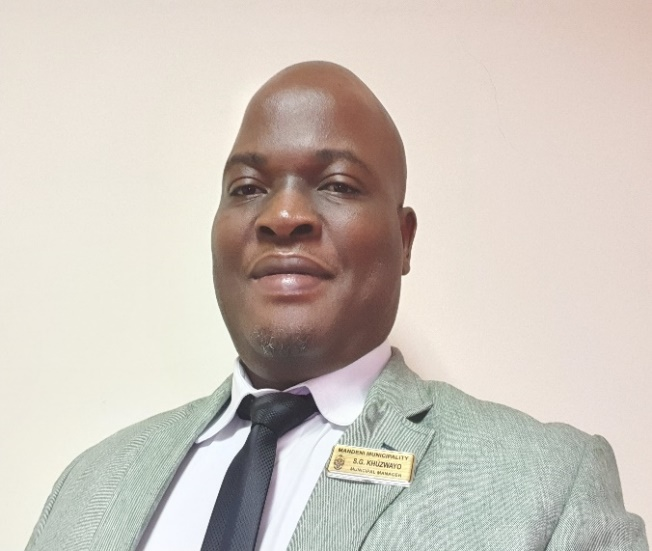 MANDENI MUNICIPALITY
S.G. KHUZWAYO
MUNICIPAL MANAGER